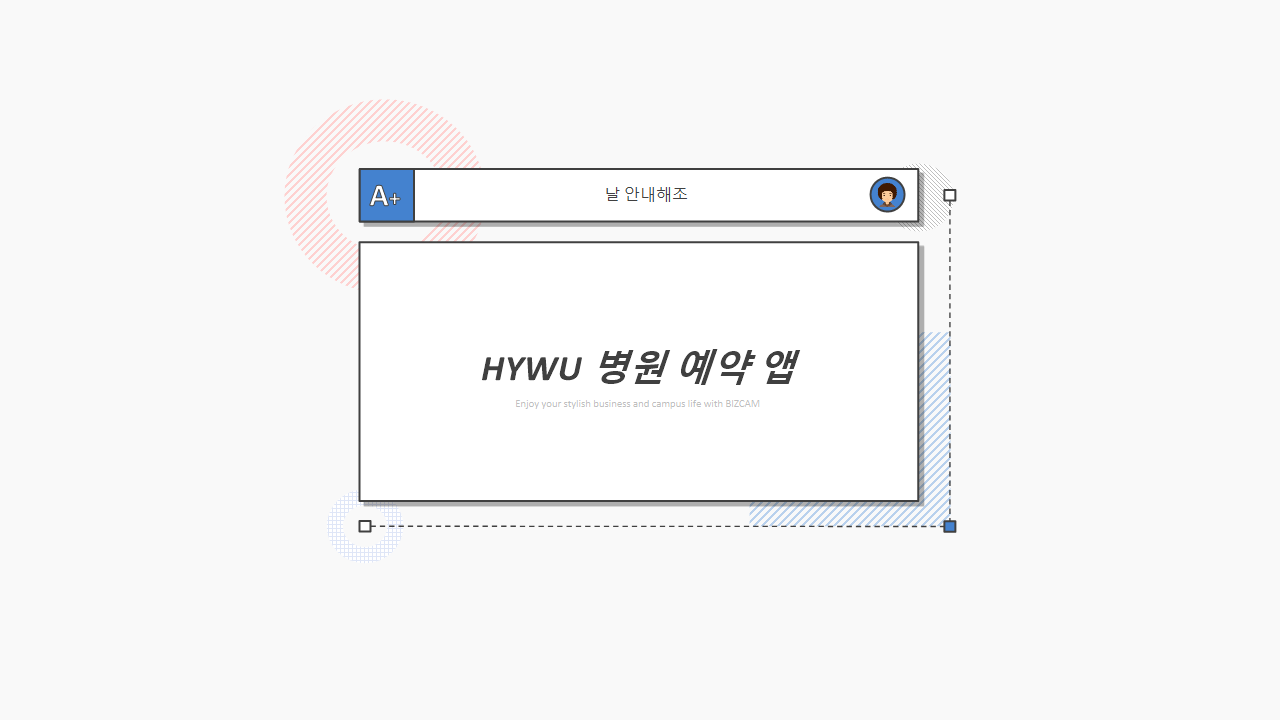 A+
날 안내해조
HYWU 병원 예약 앱
Enjoy your stylish business and campus life with BIZCAM